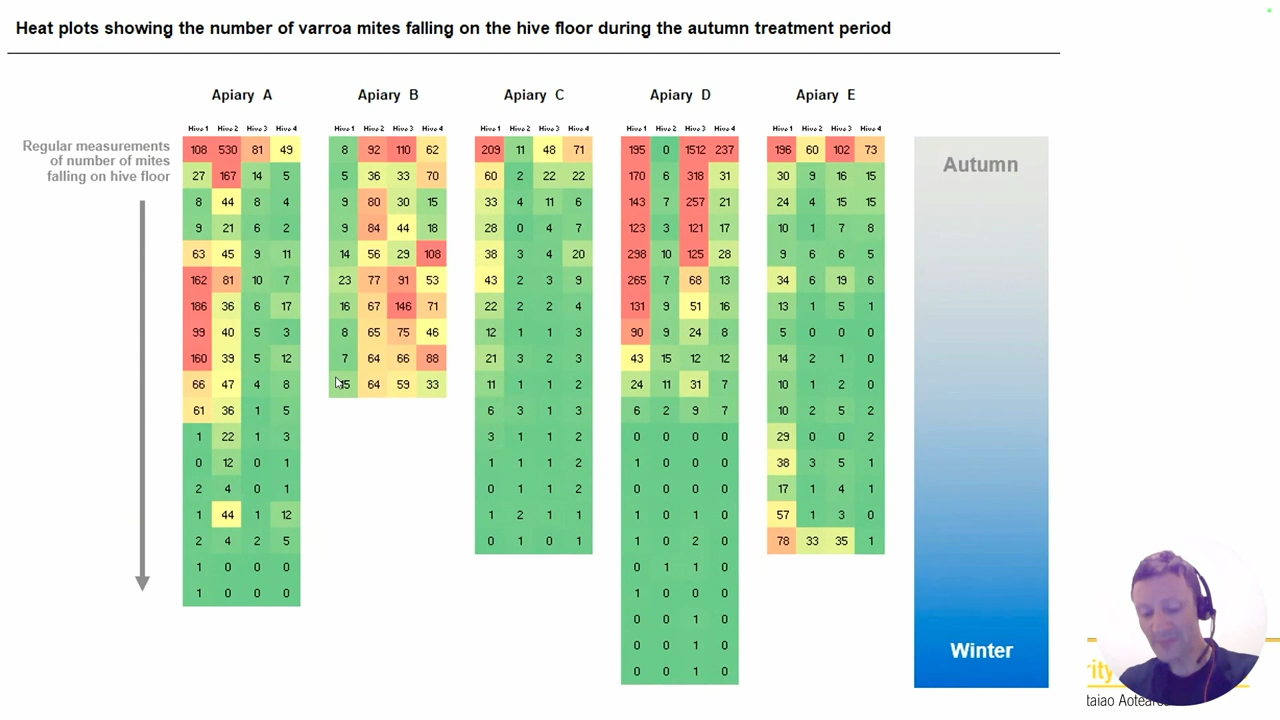 Heat plots showing the number of varroa mites falling on the hive floor during the autumn treatment period
Apiary A Apiary B Apiary C Apiary D Apiary E
Hive 1 Hive 2 Hive 3 Hive 4 Hive 1 Hive 2 Hive 3 Hive 4 Hive 1 Hive 2 Hive 3 Hive 4 Hive 1 Hive 2 Hive 3 Hive 4 Hive 1 Hive 2 Hive 3 Hive 4
Regular measurements
of number of mites
falling on hive floor
108 530 81 49 8 92 110 62 209 11 48 71 195 0 1512 237 196 60 102 73
27 167 14 5 5 36 33 70 60 2 22 22 170 6 318 31 30 9 16 15
8 44 8 4 9 80 30 15 33 4 11 6 143 7 257 21 24 4 15 15
9 21 6 2 9 84 44 18 28 0 4 7 123 3 121 17 10 1 7 8
63 45 9 11 14 56 29 108 38 3 4 20 298 10 125 28 9 6 6 5
162 81 10 7 23 77 91 53 43 2 3 9 265 7 68 13 34 6 19 6
186 36 6 17 16 67 146 71 22 2 2 4 131 9 51 16 13 1 5 1
99 40 5 3 8 65 75 46 12 1 1 3 90 9 24 8 5 0 0 0
160 39 5 12 7 64 66 88 21 3 2 3 43 15 12 12 14 2 1 0
66 47 4 8 64 59 33 11 1 1 2 24 11 31 7 10 1 2 0
61 36 1 5 6 3 1 3 6 2 9 7 10 2 5 2
1 22 1 3 3 1 1 2 0 0 0 0 29 0 0 2
0 12 0 1 1 1 1 2 0 0 0 0 38 3 5 1
2 4 0 1 0 1 1 2 0 0 0 0 17 1 4 1
1 44 1 12 1 2 1 1 1 0 1 0 57 1 3 0
2 4 2 5 0 1 0 1 1 0 2 0 78 33 35 1
1 0 0 0 0 1 1 0
1 0 0 0 1 0 0 0
0 0 1 0
0 0 1 0
0 0 1 0
Autumn
Winter